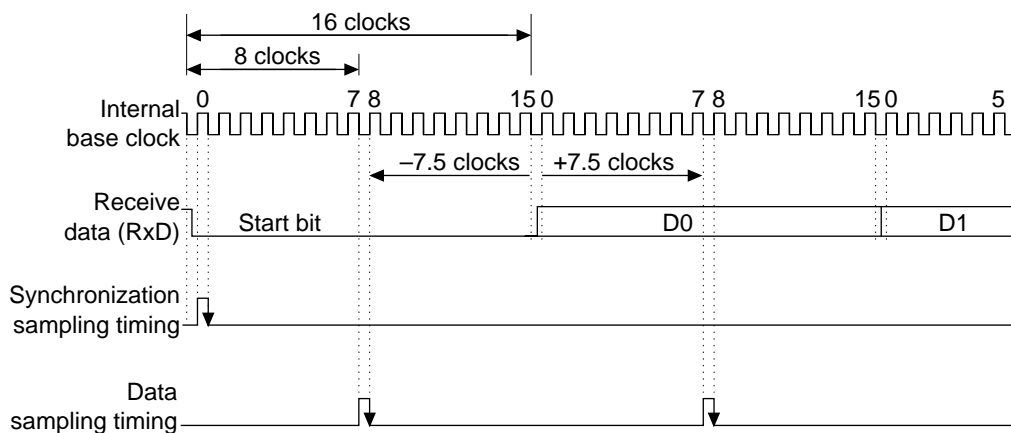 16 clocks
8 clocks
0 7 8 15 0 7 8 15 0 5
Internal
base clock
–7.5 clocks +7.5 clocks
Receive
data (RxD)
Start bit D0 D1
Synchronization
sampling timing
Data
sampling timing